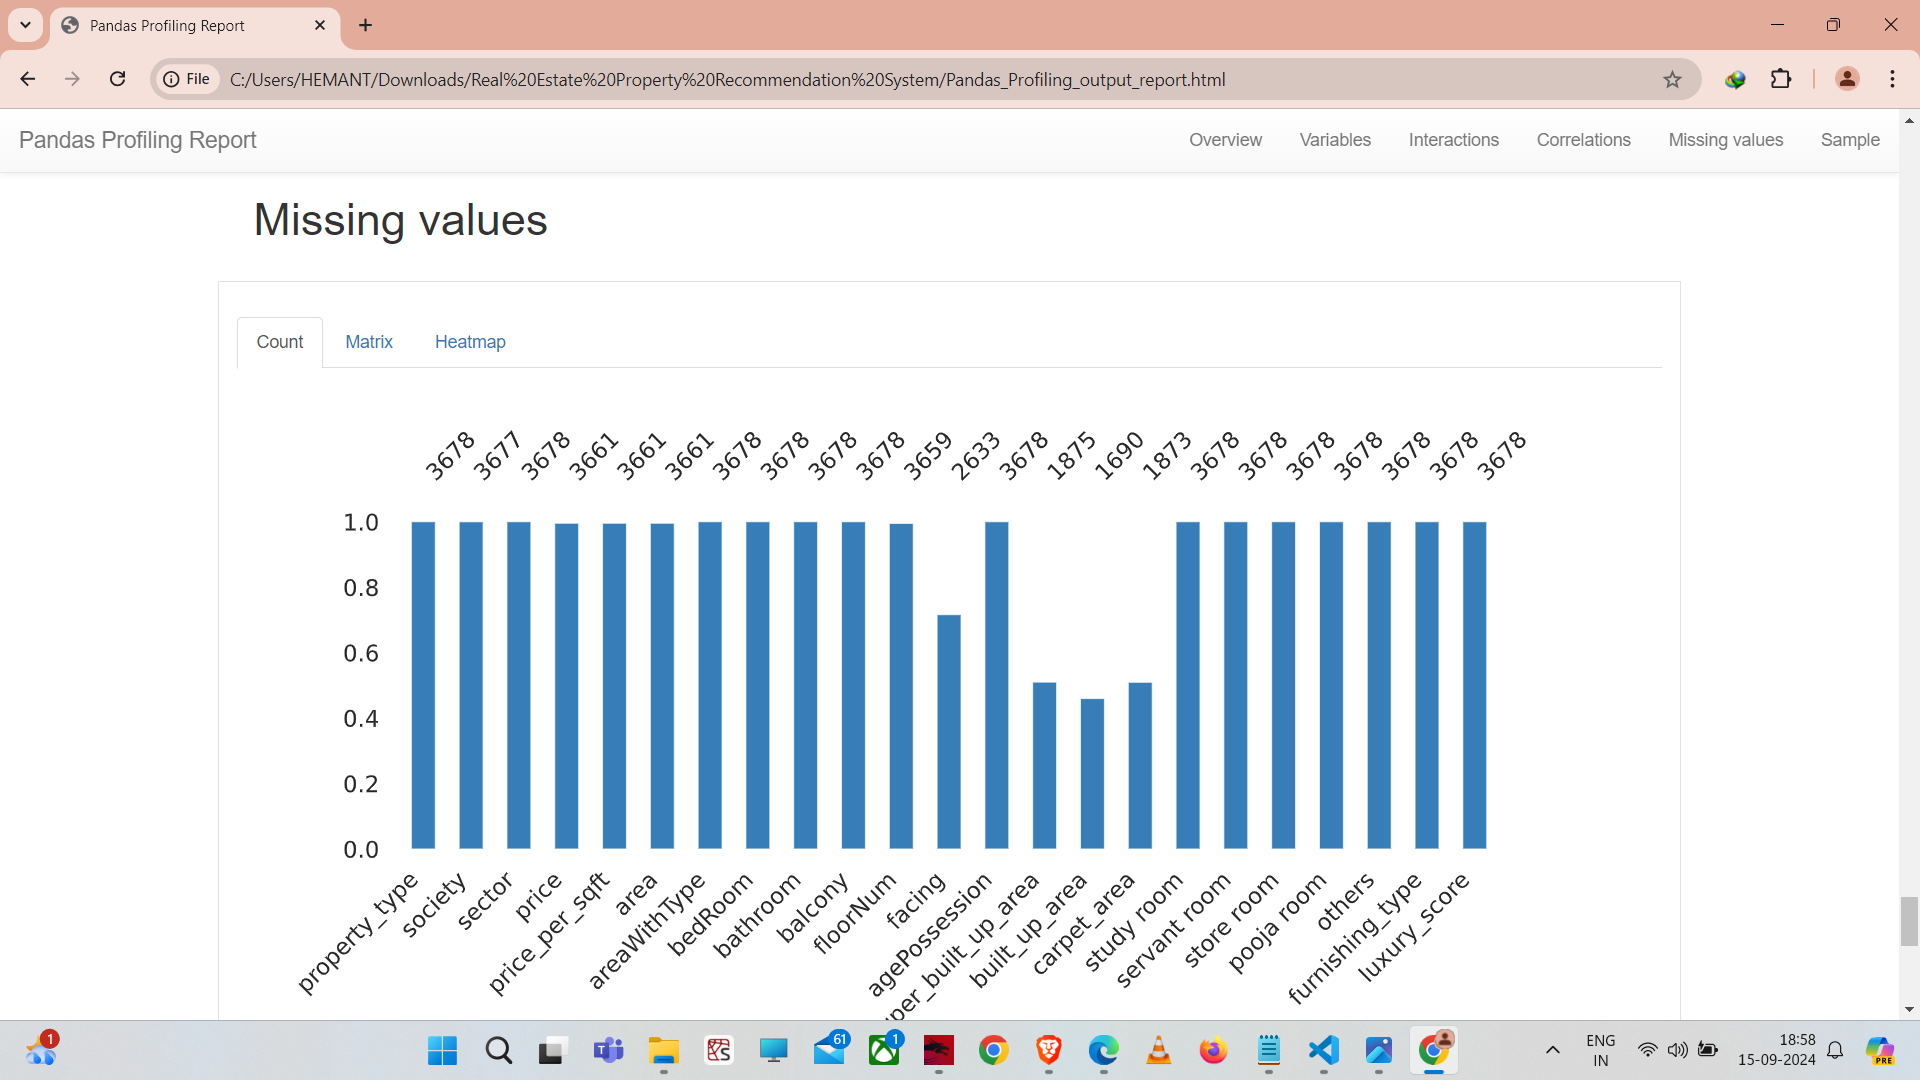 Pandas Profiling Report
File C:/Users/HEMANT/Downloads/Real%20Estate%20Property%20Recommendation%20System/Pandas_Profiling_output_report.html
Pandas Profiling Report Overview Variables Interactions Correlations Missing values Sample
Missing values
Count Matrix Heatmap
3678 3677 3678 3661 3661 3661 3678 3678 3678 3678 3659 2633 3678 1875 1690 1873 3678 3678 3678 3678 3678 3678 3678
1.0
0.8
0.6
0.4
0.2
0.0
property_type society sector price price_per_sqft area areaWithType bedRoom bathroom balcony floorNum facing agePossession per_built_up_area built_up_area carpet_area study room servant room store room pooja room others furnishing_type luxury_score
1
61
1
ENG
IN
18:58
15-09-2024
PRE